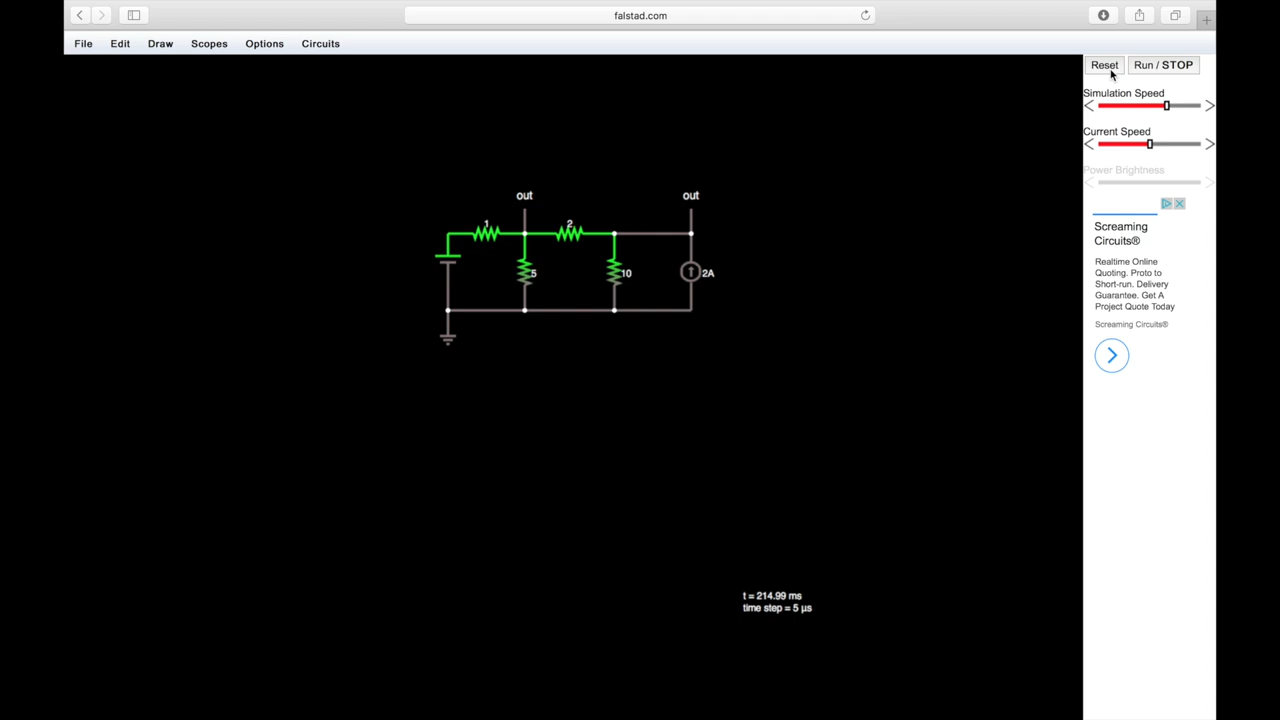 falstad.com
File Edit Draw Scopes Options Circuits
Reset Run / STOP
Simulation Speed
Current Speed
Power Brightness
out out
1 2
5 10 2A
Screaming
Circuits®
Realtime Online
Quoting. Proto to
Short-run. Delivery
Guarantee. Get A
Project Quote Today
Screaming Circuits®
t = 214.99 ms
time step = 5 µs